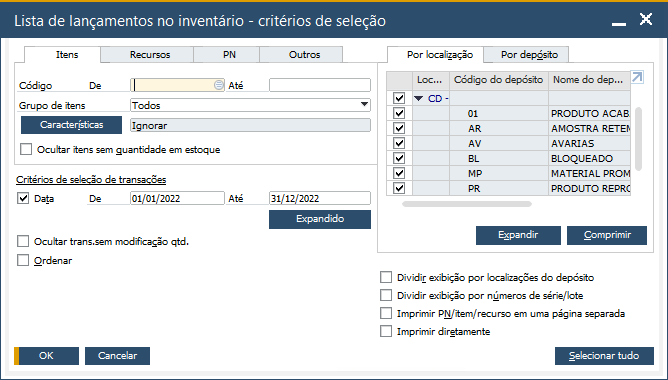 Lista de lançamentos no inventário - critérios de seleção
Itens Recursos PN Outros
Código De Até
Grupo de itens Todos
Características Ignorar
Ocultar itens sem quantidade em estoque
Critérios de seleção de transações
Data De 01/01/2022 Até 31/12/2022
Expandido
Ocultar trans.sem modificação qtd.
Ordenar
Por localização Por depósito
Loc... Código do depósito Nome do dep...
CD -
01 PRODUTO ACAB
AR AMOSTRA RETEN
AV AVARIAS
BL BLOQUEADO
MP MATERIAL PROM
PR PRODUTO REPRO
Expandir Comprimir
Dividir exibição por localizações do depósito
Dividir exibição por números de série/lote
Imprimir PN/item/recurso em uma página separada
Imprimir diretamente
OK Cancelar Selecionar tudo